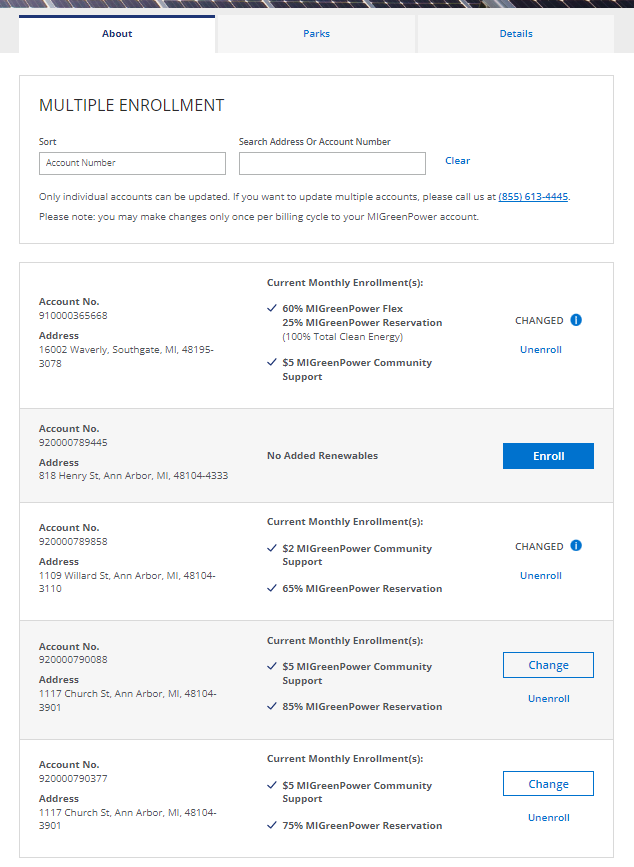 About
Parks
Details
MULTIPLE ENROLLMENT
Sort
Search Address Or Account Number
Account Number
Clear
Only individual accounts can be updated. If you want to update multiple accounts, please call us at (855) 613-4445.
Please note: you may make changes only once per billing cycle to your MIGreenPower account.
Account No.
910000365668
Address
16002 Waverly, Southgate, MI, 48195-
3078
Current Monthly Enrollment(s):
60% MIGreenPower Flex
25% MIGreenPower Reservation
(100% Total Clean Energy)
$5 MIGreenPower Community
Support
CHANGED i
Unenroll
Account No.
920000789445
Address
818 Henry St, Ann Arbor, MI, 48104-4333
No Added Renewables
Enroll
Account No.
920000789858
Address
1109 Willard St, Ann Arbor, MI, 48104-
3110
Current Monthly Enrollment(s):
$2 MIGreenPower Community
Support
65% MIGreenPower Reservation
CHANGED i
Unenroll
Account No.
920000790088
Address
1117 Church St, Ann Arbor, MI, 48104-
3901
Current Monthly Enrollment(s):
$5 MIGreenPower Community
Support
85% MIGreenPower Reservation
Change
Unenroll
Account No.
920000790377
Address
1117 Church St, Ann Arbor, MI, 48104-
3901
Current Monthly Enrollment(s):
$5 MIGreenPower Community
Support
75% MIGreenPower Reservation
Change
Unenroll